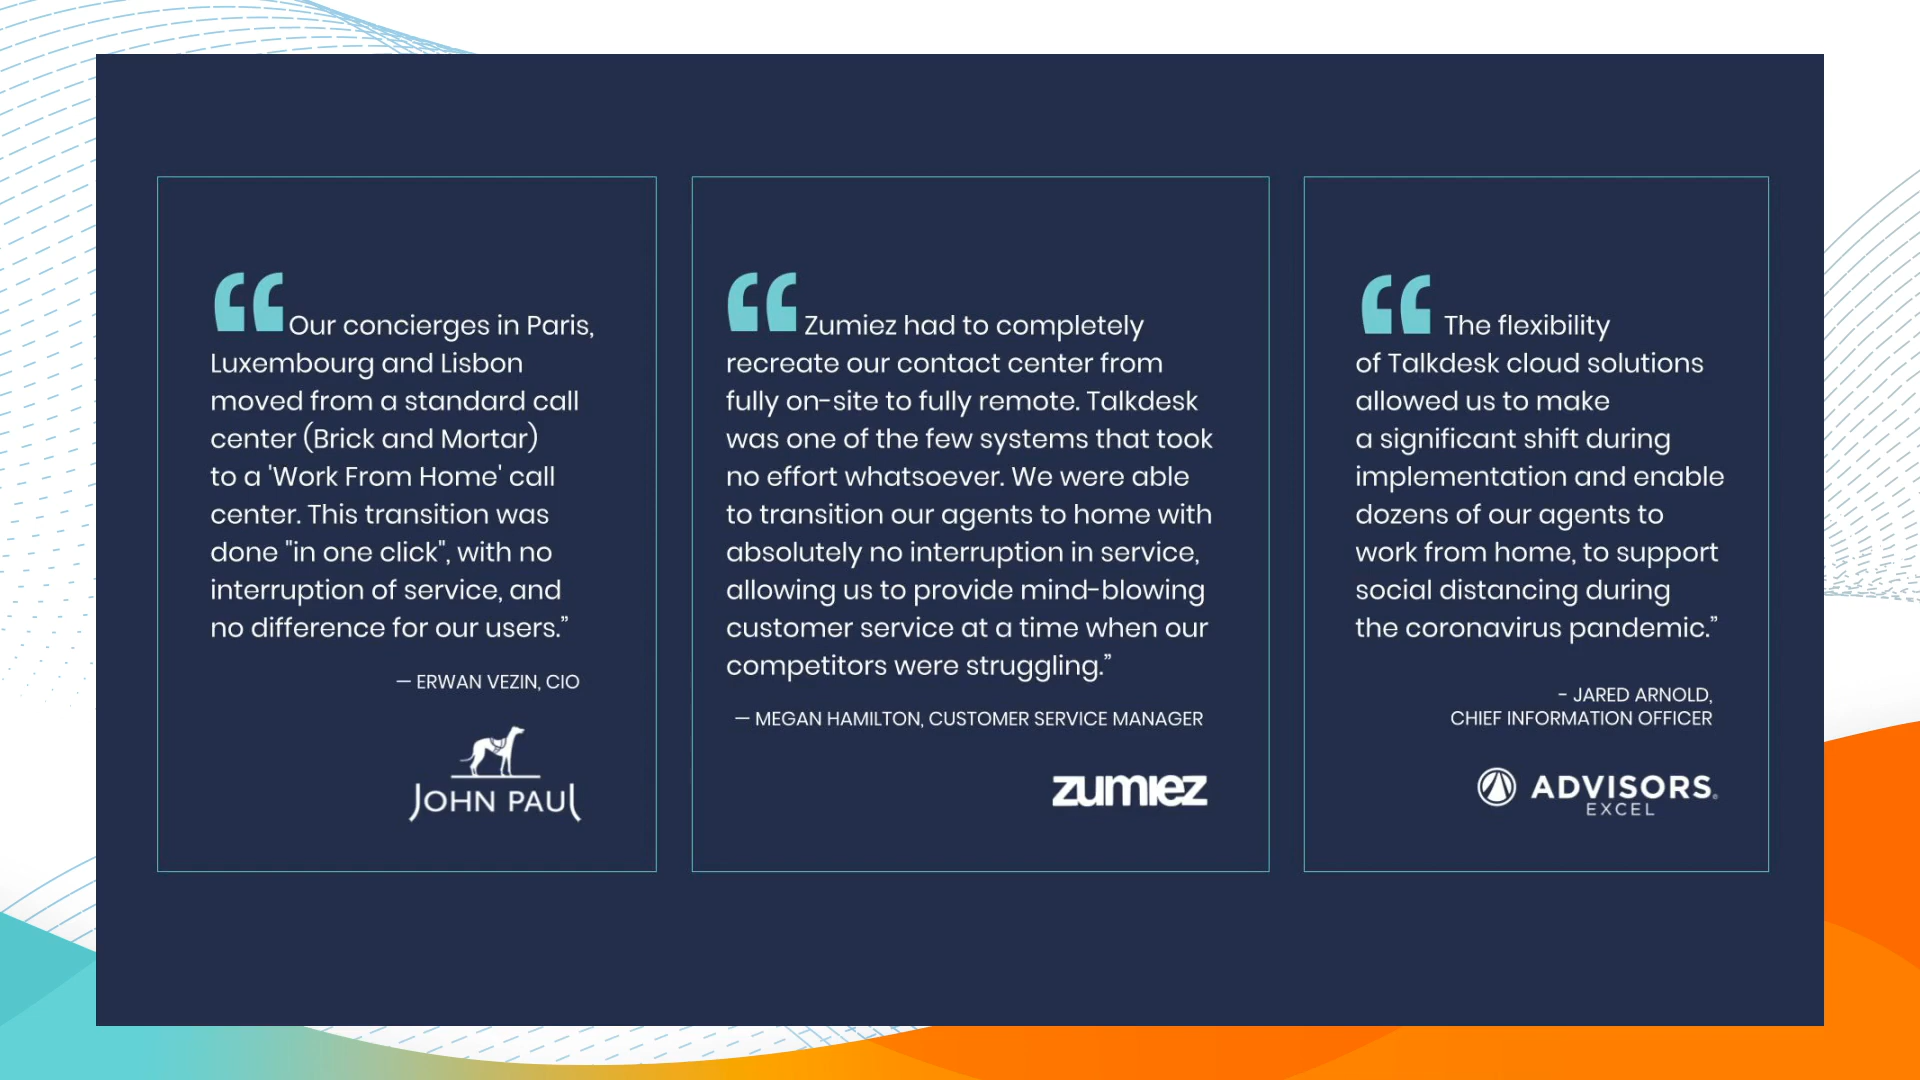 “Our concierges in Paris,
Luxembourg and Lisbon
moved from a standard call
center (Brick and Mortar)
to a 'Work From Home' call
center. This transition was
done "in one click", with no
interruption of service, and
no difference for our users.”
— ERWAN VEZIN, CIO
JOHN PAUL
“Zumiez had to completely
recreate our contact center from
fully on-site to fully remote. Talkdesk
was one of the few systems that took
no effort whatsoever. We were able
to transition our agents to home with
absolutely no interruption in service,
allowing us to provide mind-blowing
customer service at a time when our
competitors were struggling.”
— MEGAN HAMILTON, CUSTOMER SERVICE MANAGER
zumiez
“The flexibility
of Talkdesk cloud solutions
allowed us to make
a significant shift during
implementation and enable
dozens of our agents to
work from home, to support
social distancing during
the coronavirus pandemic.”
- JARED ARNOLD,
CHIEF INFORMATION OFFICER
ADVISORS
EXCEL